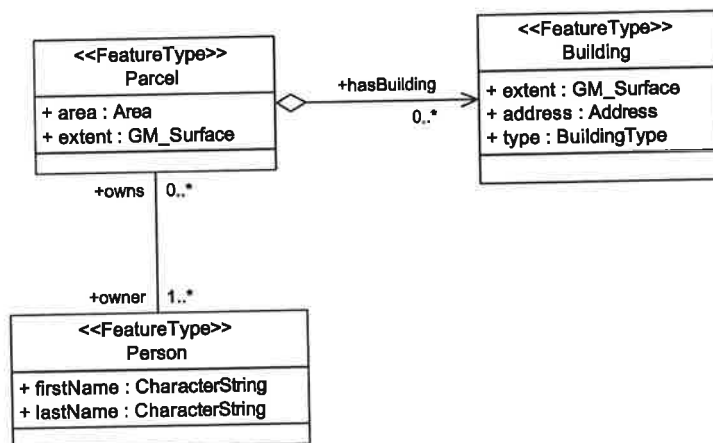 <<FeatureType>>
Parcel
+ area : Area
+ extent : GM_Surface
+hasBuilding
0..*
<<FeatureType>>
Building
+ extent : GM_Surface
+ address : Address
+ type : BuildingType
+owns
0..*
+owner
1..*
<<FeatureType>>
Person
+ firstName : CharacterString
+ lastName : CharacterString